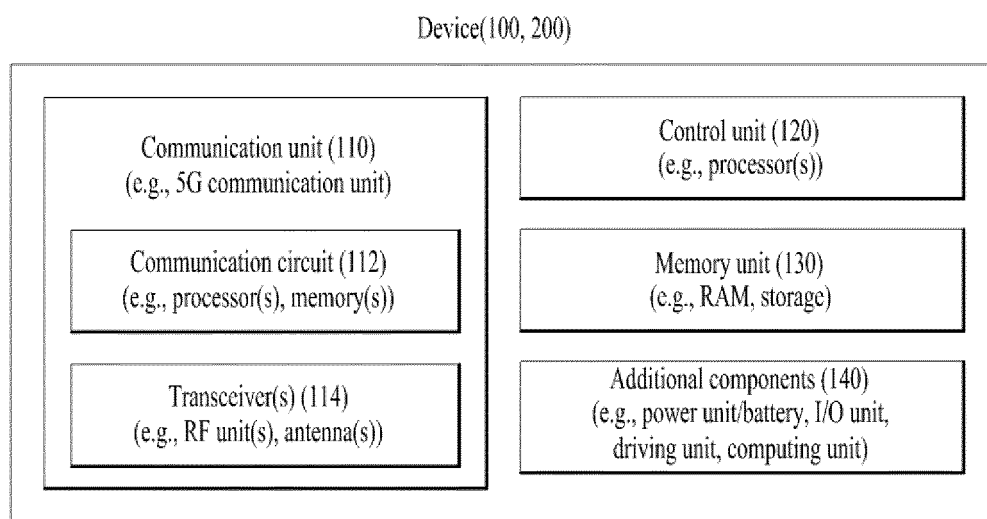 Device(100, 200)
Communication unit (110)
(e.g., 5G communication unit)
Communication circuit (112)
(e.g., processor(s), memory(s))
Transceiver(s) (114)
(e.g., RF unit(s), antenna(s))
Control unit (120)
(e.g., processor(s))
Memory unit (130)
(e.g., RAM, storage)
Additional components (140)
(e.g., power unit/battery, I/O unit,
driving unit, computing unit)